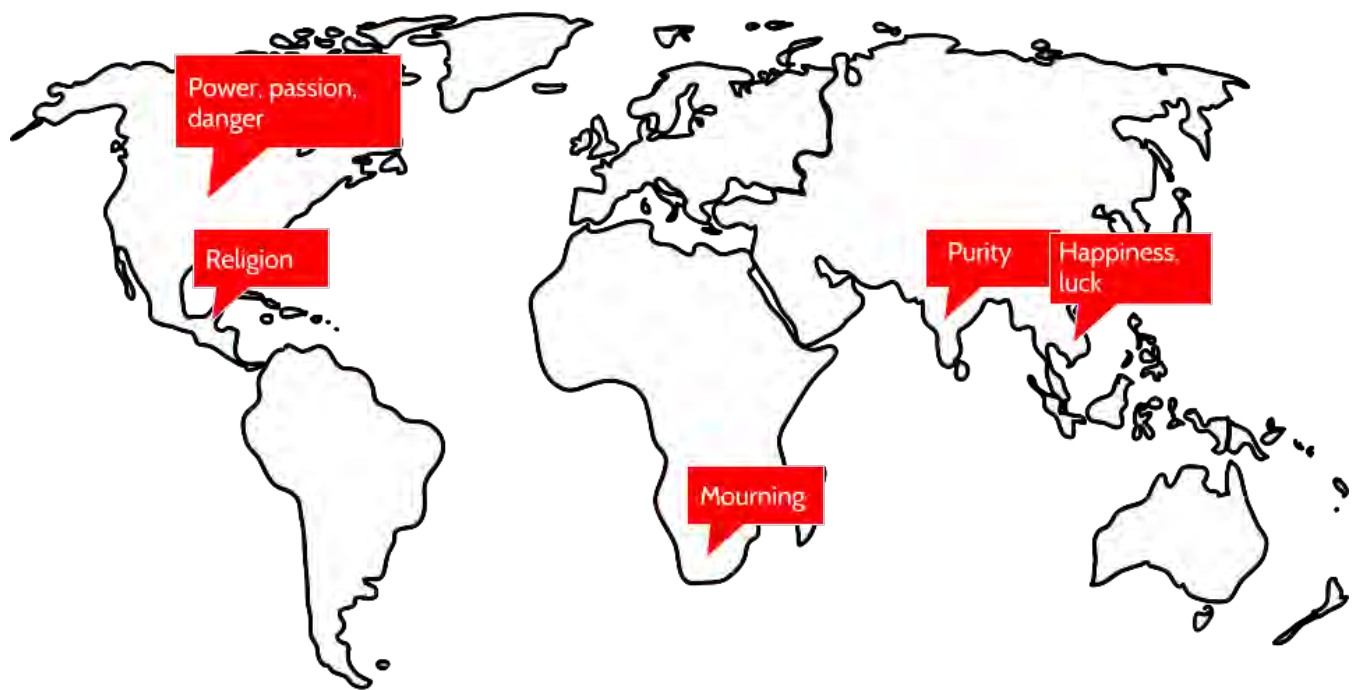 Power, passion,
danger
Religion
Purity
Happiness,
luck
Mourning